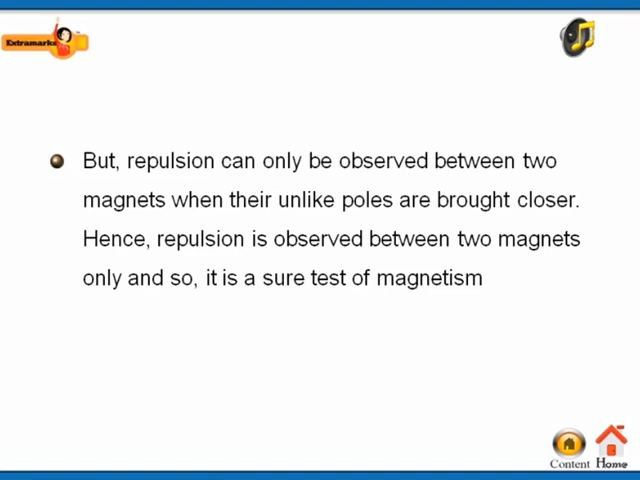 Extramarks
But, repulsion can only be observed between two
magnets when their unlike poles are brought closer.
Hence, repulsion is observed between two magnets
only and so, it is a sure test of magnetism
Content Home